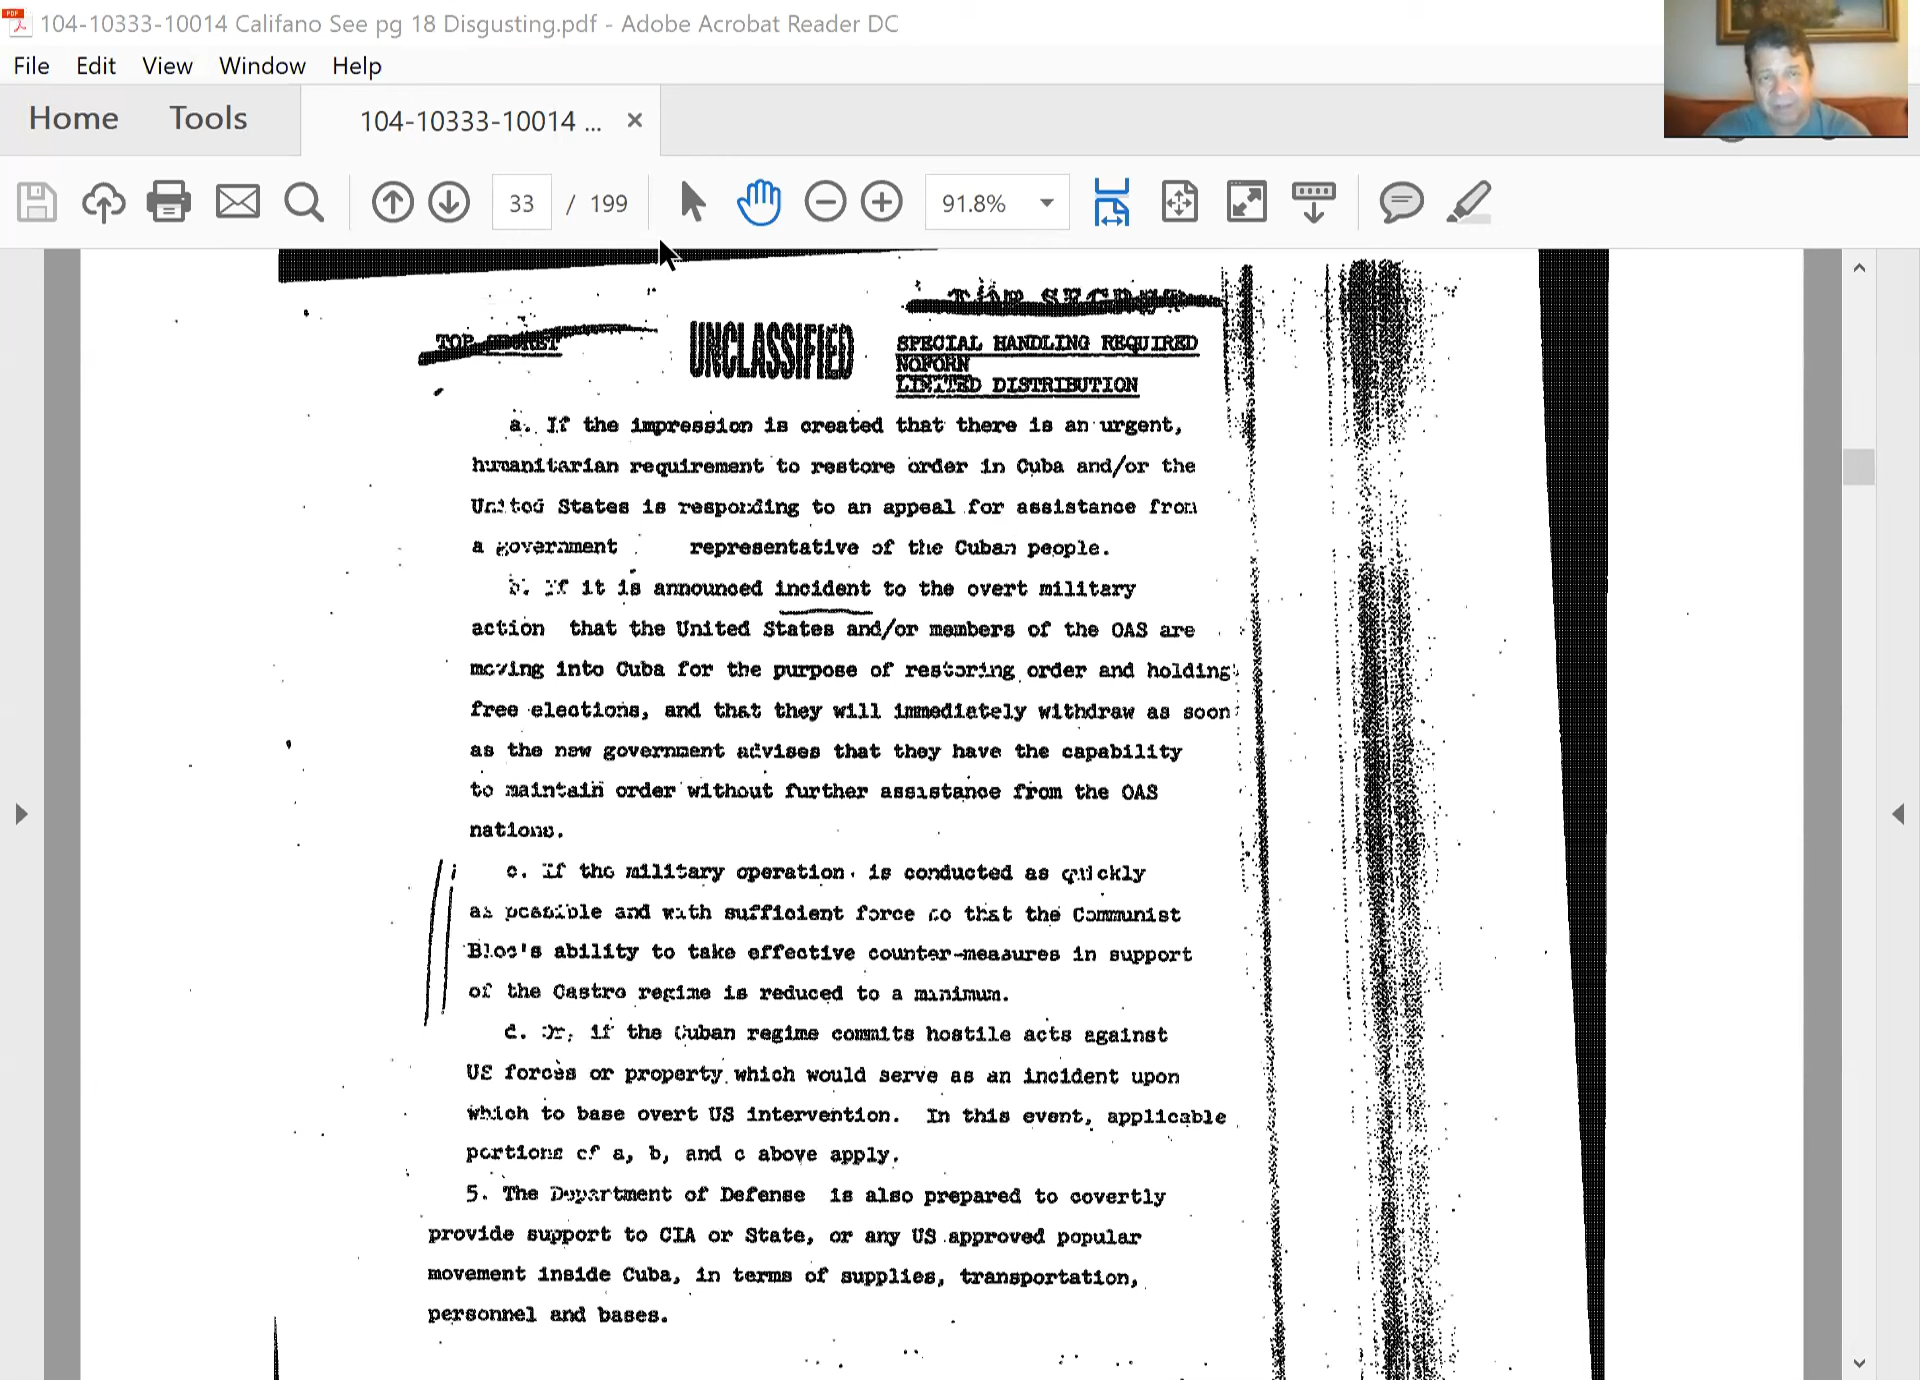 104-10333-10014 Califano See pg 18 Disgusting.pdf - Adobe Acrobat Reader DC
File Edit View Window Help
Home Tools 104-10333-10014 ... ×
33 / 199 91.8%
TOP SECRET
TOP SECRET UNCLASSIFIED SPECIAL HANDLING REQUIRED
NOFORN
LIMITED DISTRIBUTION
a. If the impression is created that there is an urgent,
humanitarian requirement to restore order in Cuba and/or the
United States is responding to an appeal for assistance from
a government representative of the Cuban people.
b. If it is announced incident to the overt military
action that the United States and/or members of the OAS are
moving into Cuba for the purpose of restoring order and holding
free elections, and that they will immediately withdraw as soon
as the new government advises that they have the capability
to maintain order without further assistance from the OAS
nations.
c. If the military operation is conducted as quickly
as possible and with sufficient force so that the Communist
Bloc's ability to take effective counter-measures in support
of the Castro regime is reduced to a minimum.
d. Or, if the Cuban regime commits hostile acts against
US forces or property which would serve as an incident upon
which to base overt US intervention. In this event, applicable
portions of a, b, and c above apply.
5. The Department of Defense is also prepared to covertly
provide support to CIA or State, or any US approved popular
movement inside Cuba, in terms of supplies, transportation,
personnel and bases.